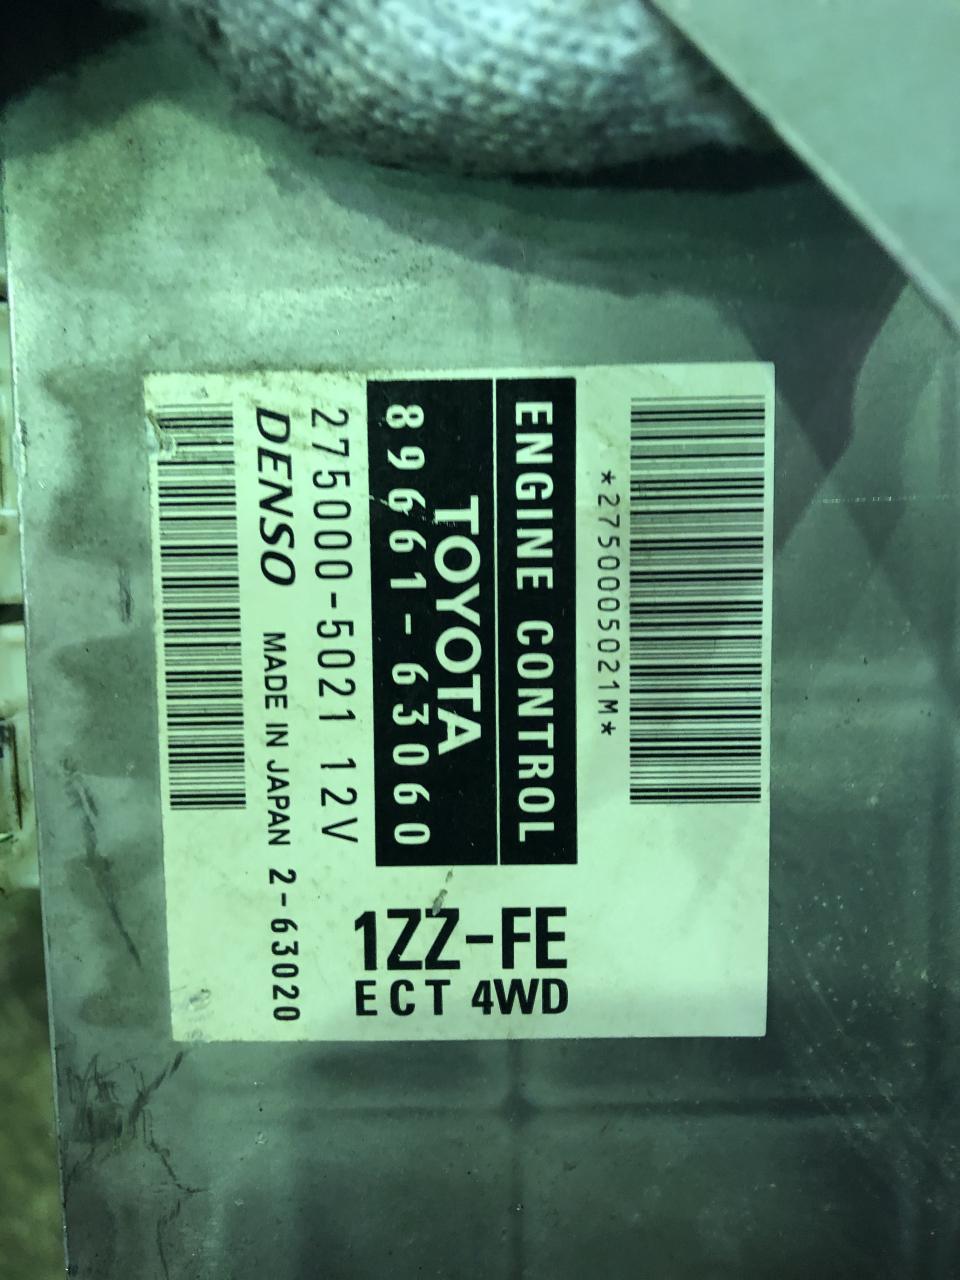 *2750005021M*
ENGINE CONTROL
TOYOTA
89661-63060
275000-5021 12V
DENSO MADE IN JAPAN 2-63020
1ZZ-FE
ECT 4WD